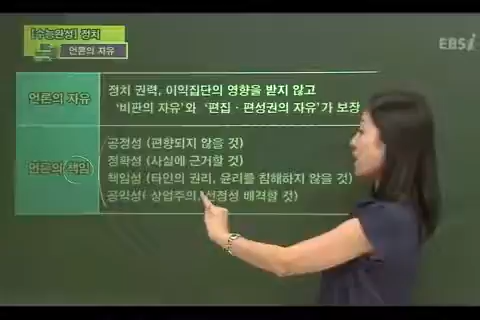 [수능완성] 정치
언론의 자유
EBSi
언론의 자유
정치 권력, 이익집단의 영향을 받지 않고
'비판의 자유'와 '편집 · 편성권의 자유'가 보장
언론의 책임
공정성 (편향되지 않을 것)
정확성 (사실에 근거할 것)
책임성 (타인의 권리, 윤리를 침해하지 않을 것)
공익성( 상업주의, 선정성 배격할 것)